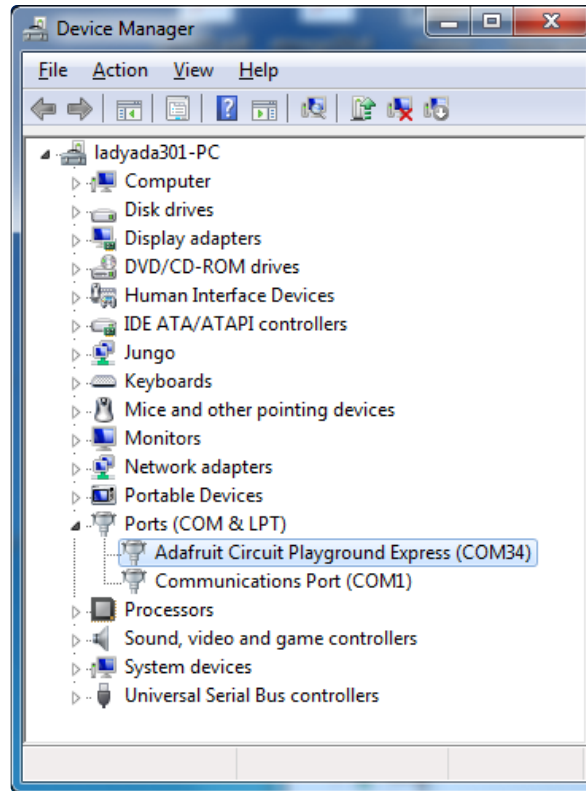 Device Manager
File Action View Help
ladyada301-PC
Computer
Disk drives
Display adapters
DVD/CD-ROM drives
Human Interface Devices
IDE ATA/ATAPI controllers
Jungo
Keyboards
Mice and other pointing devices
Monitors
Network adapters
Portable Devices
Ports (COM & LPT)
Adafruit Circuit Playground Express (COM34)
Communications Port (COM1)
Processors
Sound, video and game controllers
System devices
Universal Serial Bus controllers